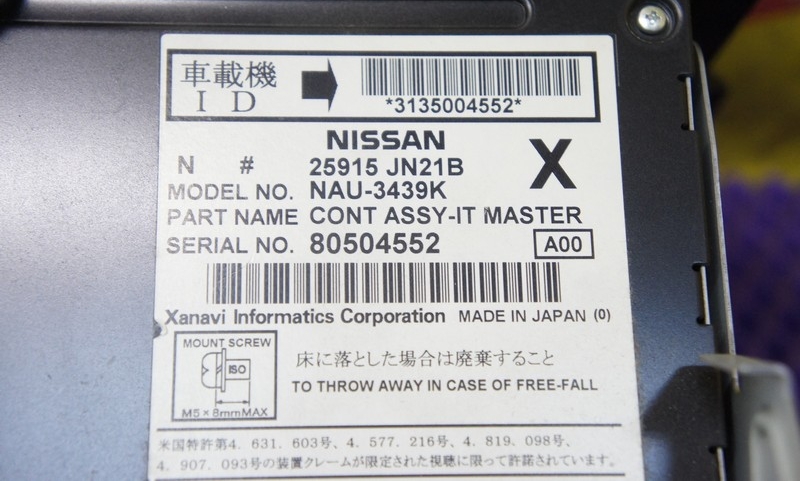 車載機
ID
*3135004552*
NISSAN
X
N # 25915 JN21B
MODEL NO. NAU-3439K
PART NAME CONT ASSY-IT MASTER
SERIAL NO. 80504552
A00
Xanavi Informatics Corporation MADE IN JAPAN (0)
MOUNT SCREW
ISO
M5×8mmMAX
床に落とした場合は廃棄すること
TO THROW AWAY IN CASE OF FREE-FALL
米国特許第4. 631. 603号、4. 577. 216号、4. 819. 098号、
4. 907. 093号の装置クレームが限定された視聴に限って許諾されています。